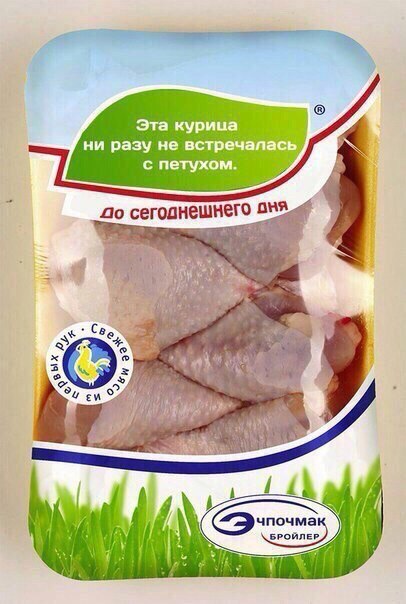 ®
Эта курица
ни разу не встречалась
с петухом.
До сегоднешнего дня
Свежее мясо из первых рук •
Эчпочмак
БРОЙЛЕР